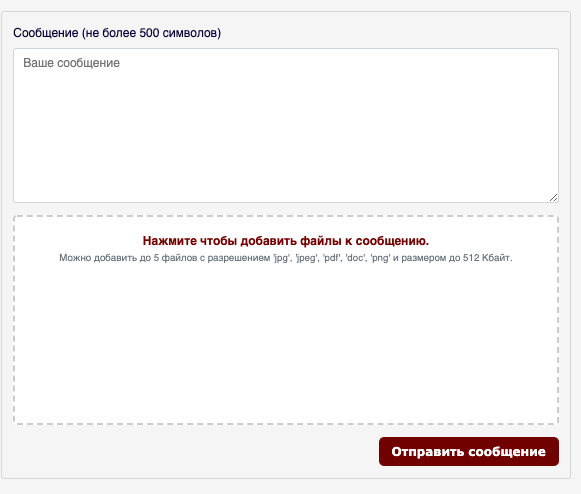 Сообщение (не более 500 символов)
Ваше сообщение
Нажмите чтобы добавить файлы к сообщению.
Можно добавить до 5 файлов с разрешением 'jpg', 'jpeg', 'pdf', 'doc', 'png' и размером до 512 Кбайт.
Отправить сообщение